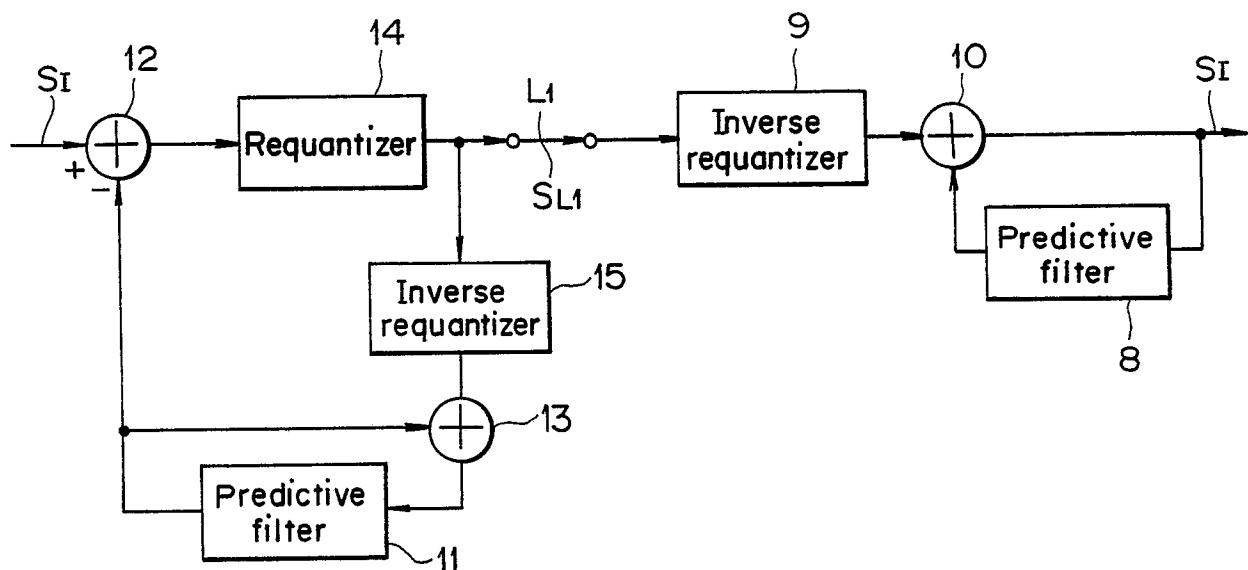 SI
12
14
L1
9
10
SI
Requantizer
Inverse
requantizer
+
-
SL1
Predictive
filter
8
Inverse
requantizer
15
13
Predictive
filter
11